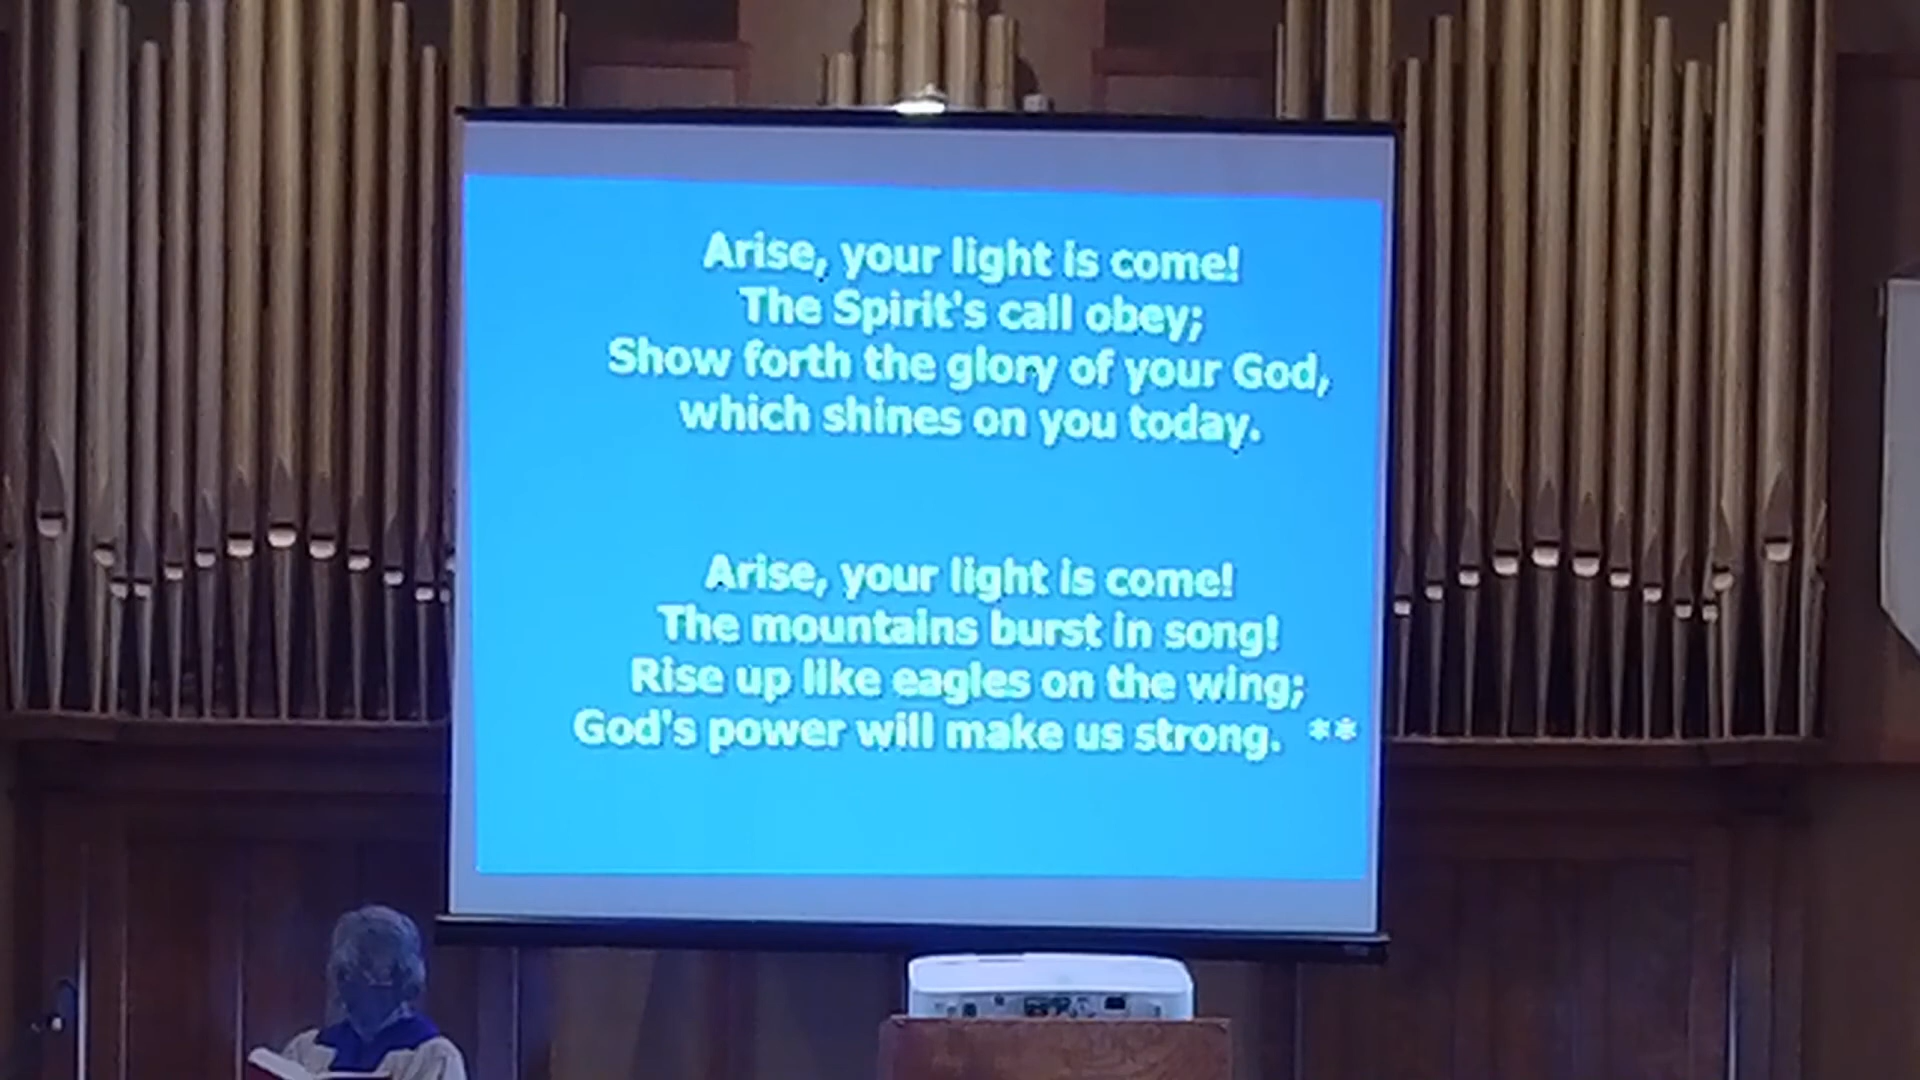 Arise, your light is come!
The Spirit's call obey;
Show forth the glory of your God,
which shines on you today.
Arise, your light is come!
The mountains burst in song!
Rise up like eagles on the wing;
God's power will make us strong. **